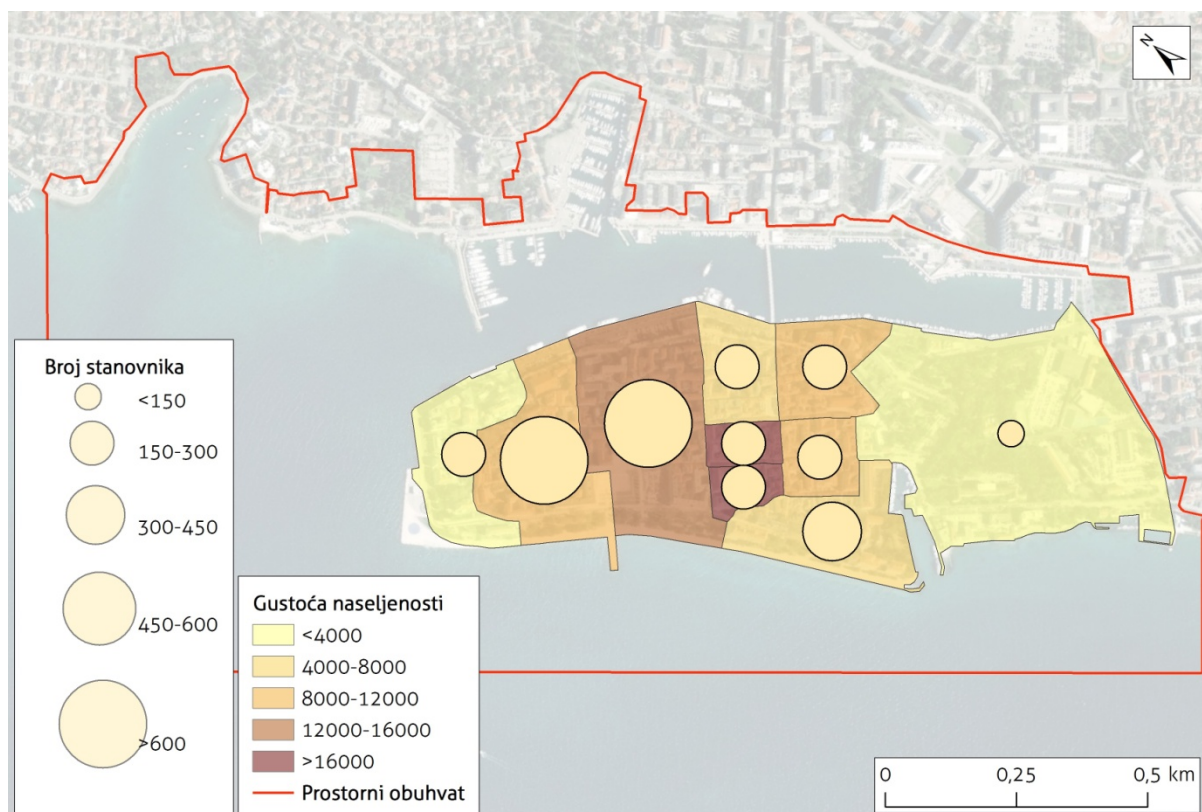 N
Broj stanovnika
<150
150-300
300-450
450-600
>600
Gustoća naseljenosti
<4000
4000-8000
8000-12000
12000-16000
>16000
Prostorni obuhvat
0 0,25 0,5 km